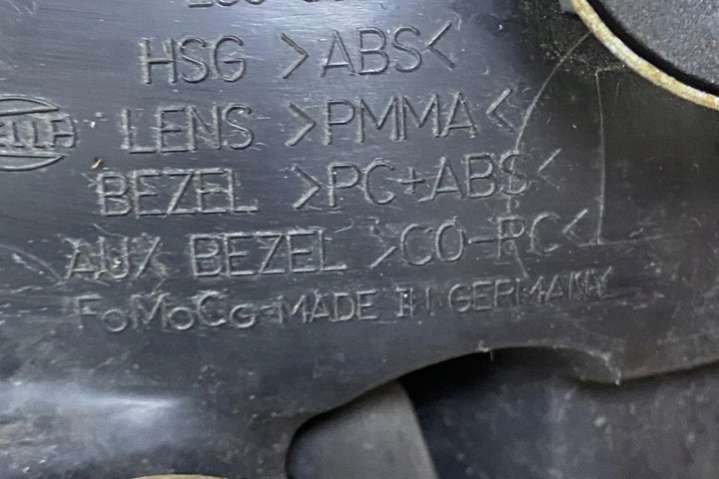 HSG >ABS<
LENS >PMMA<
BEZEL >PC+ABS<
AUX BEZEL >CO-PC<
FoMoCo-MADE IN GERMANY